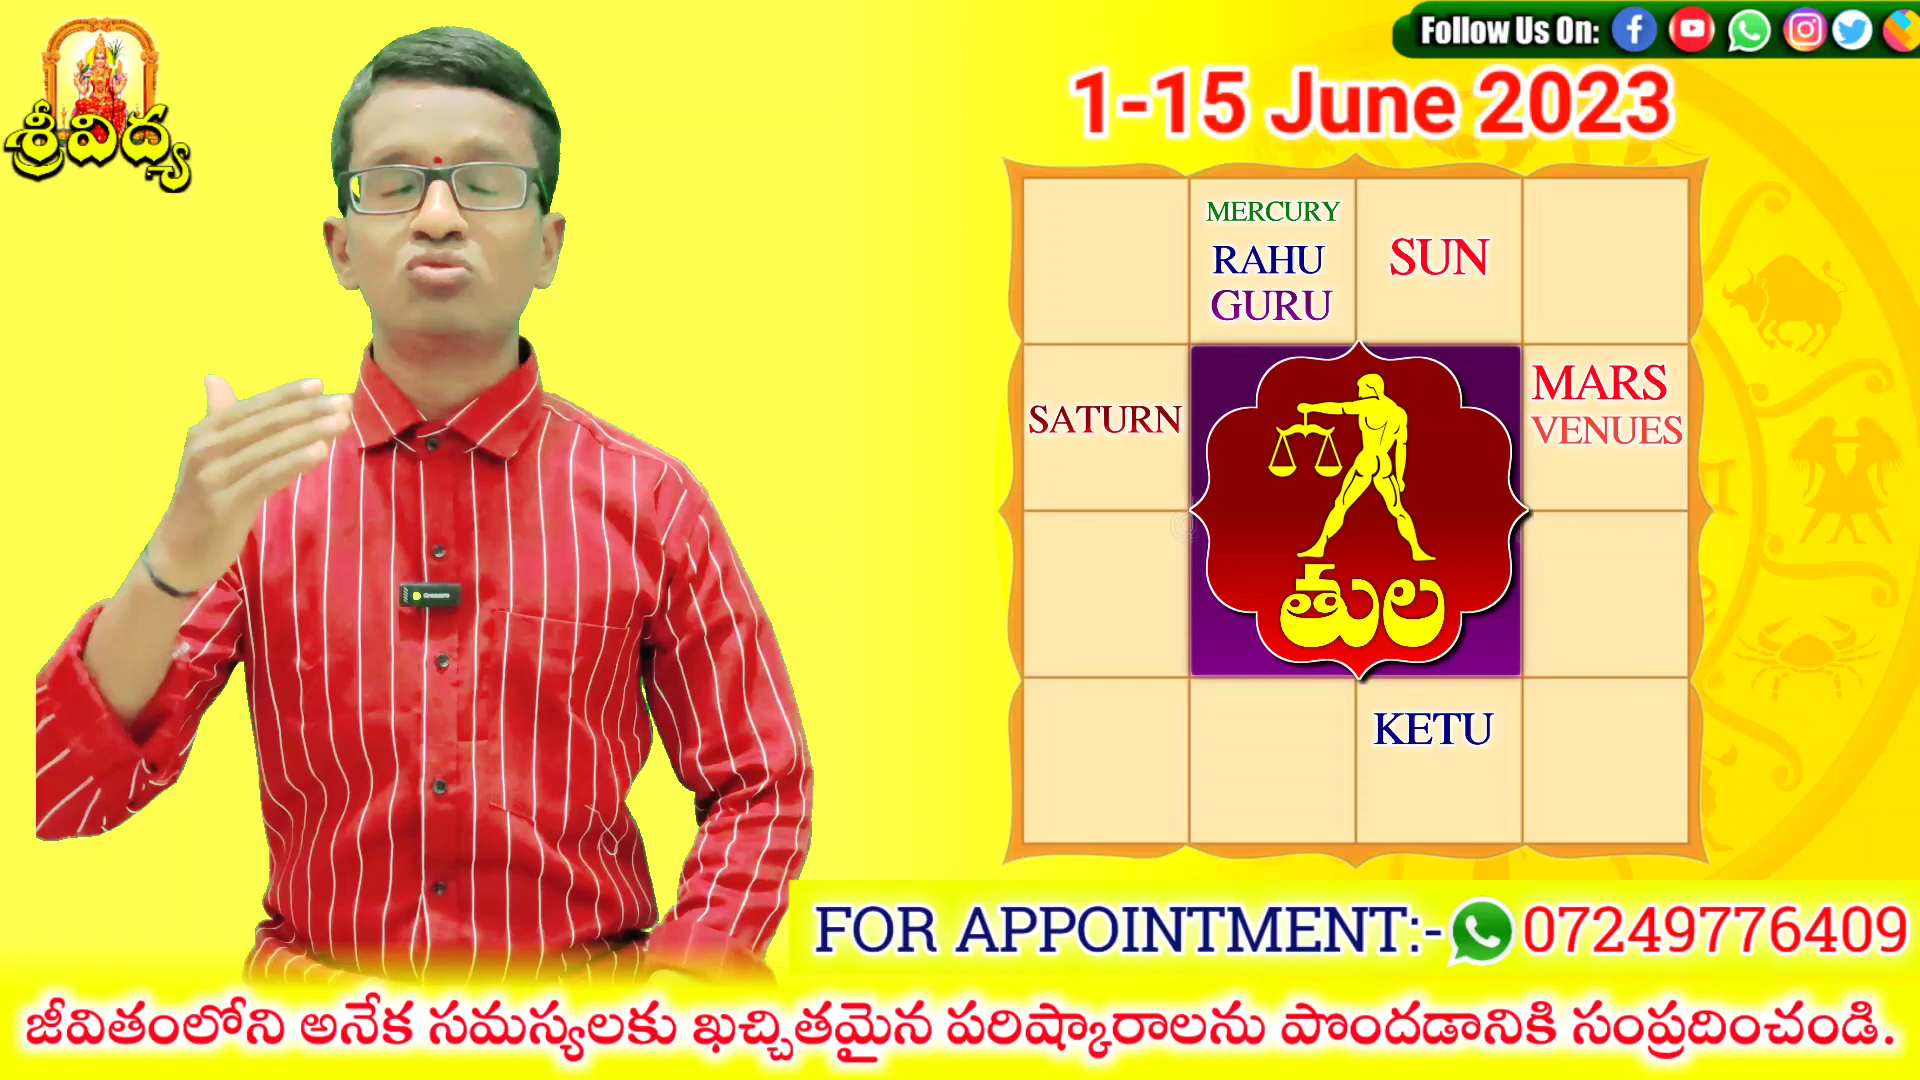 శ్రీవిద్య
Follow Us On:
1-15 June 2023
MERCURY
RAHU
GURU
SUN
SATURN
MARS
VENUES
తుల
KETU
FOR APPOINTMENT:- 07249776409
జీవితంలోని అనేక సమస్యలకు ఖచ్చితమైన పరిష్కారాలను పొందడానికి సంప్రదించండి.